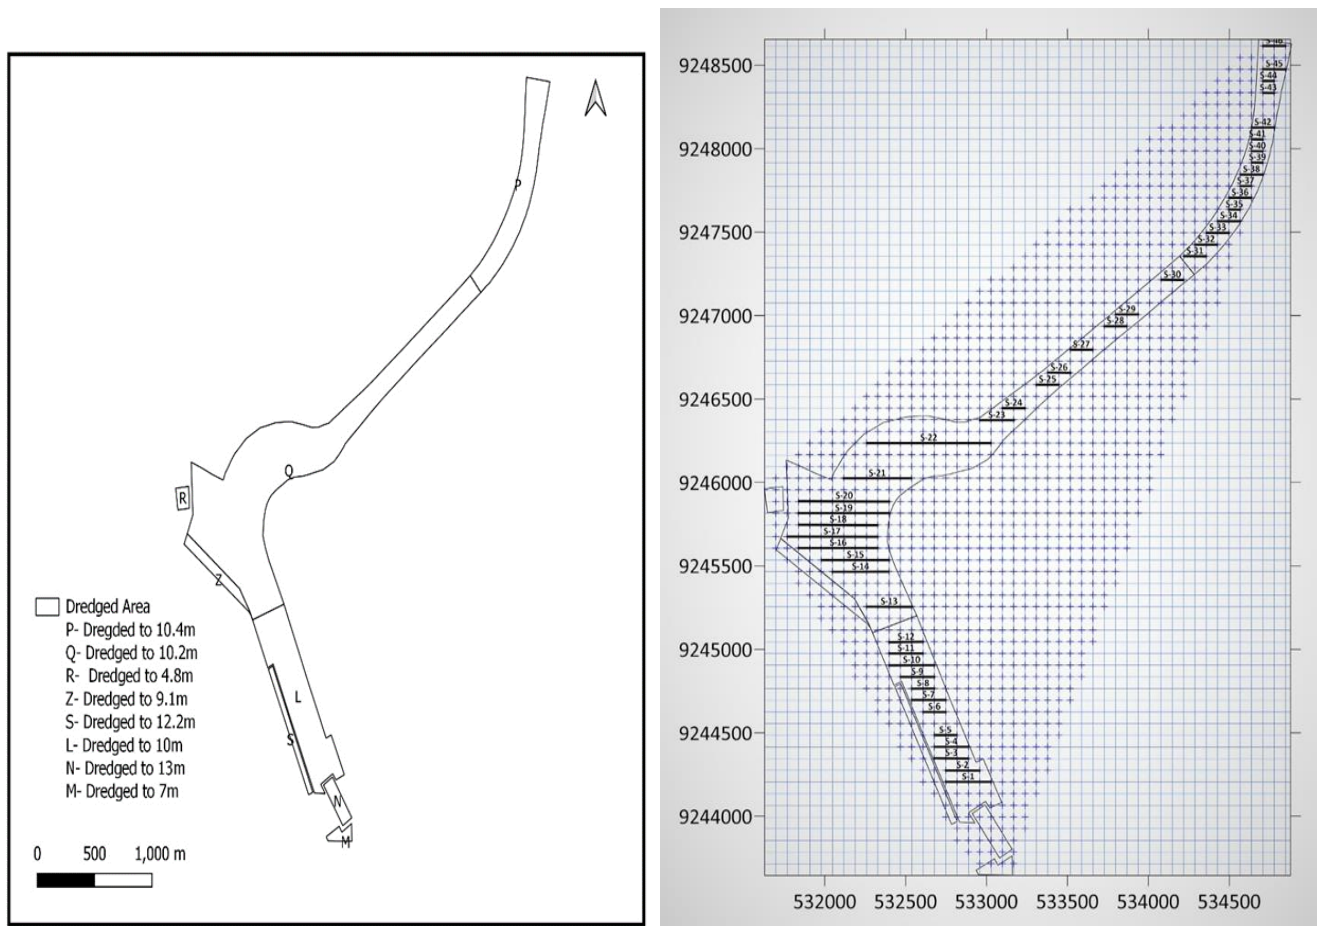 P
Q
R
Z
L
S
N
M
Dredged Area
P- Dregded to 10.4m
Q- Dredged to 10.2m
R- Dredged to 4.8m
Z- Dredged to 9.1m
S- Dredged to 12.2m
L- Dredged to 10m
N- Dredged to 13m
M- Dredged to 7m
0 500 1,000 m
S-46
9248500
S-45
S-44
S-43
S-42
9248000
S-41
S-40
S-39
S-38
S-37
S-36
S-35
S-34
9247500
S-33
S-32
S-31
S-30
9247000
S-29
S-28
S-27
S-26
S-25
9246500
S-24
S-23
S-22
S-21
9246000
S-20
S-19
S-18
S-17
S-16
S-15
9245500
S-14
S-13
S-12
9245000
S-11
S-10
S-9
S-8
S-7
S-6
9244500
S-5
S-4
S-3
S-2
S-1
9244000
532000 532500 533000 533500 534000 534500